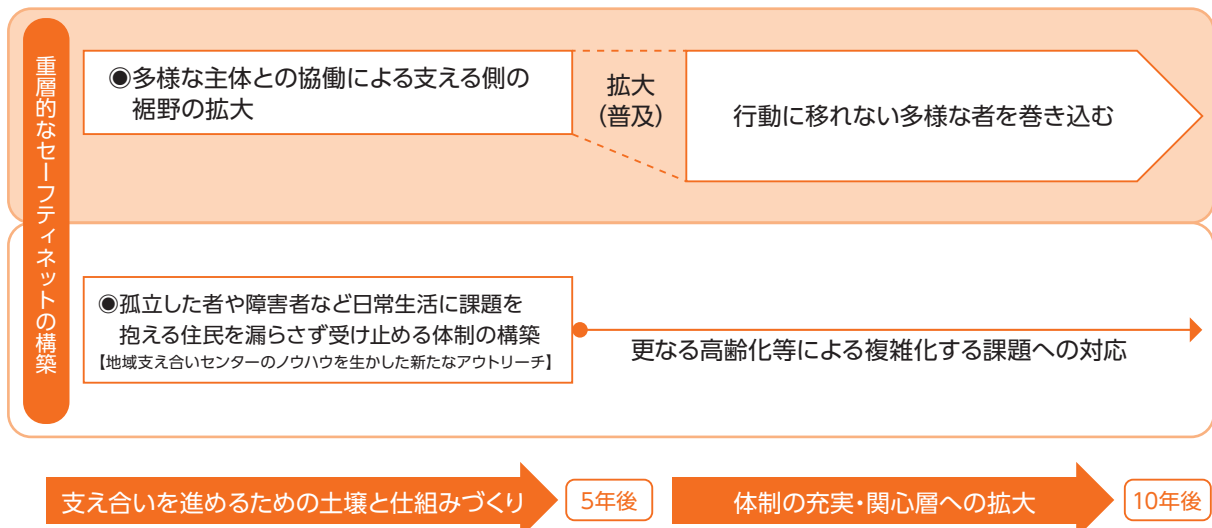 重層的なセーフティネットの構築
◉多様な主体との協働による支える側の
裾野の拡大
拡大
(普及)
行動に移れない多様な者を巻き込む
◉孤立した者や障害者など日常生活に課題を
抱える住民を漏らさず受け止める体制の構築
【地域支え合いセンターのノウハウを生かした新たなアウトリーチ】
更なる高齢化等による複雑化する課題への対応
支え合いを進めるための土壌と仕組みづくり
5年後
体制の充実・関心層への拡大
10年後